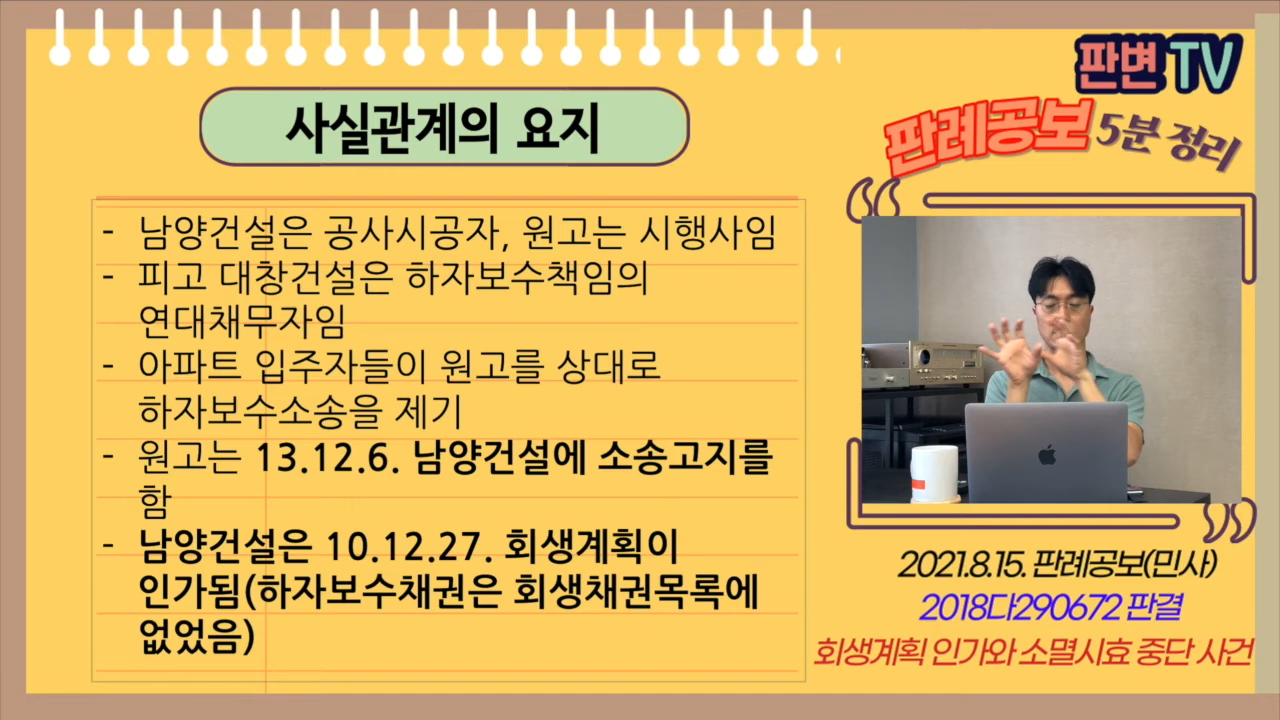 판변 TV
판례공보 5분 정리
사실관계의 요지
- 남양건설은 공사시공자, 원고는 시행사임
- 피고 대창건설은 하자보수책임의
연대채무자임
- 아파트 입주자들이 원고를 상대로
하자보수소송을 제기
- 원고는 13.12.6. 남양건설에 소송고지를
함
- 남양건설은 10.12.27. 회생계획이
인가됨(하자보수채권은 회생채권목록에
없었음)
2021.8.15. 판례공보(민사)
2018다290672 판결
회생계획 인가와 소멸시효 중단 사건